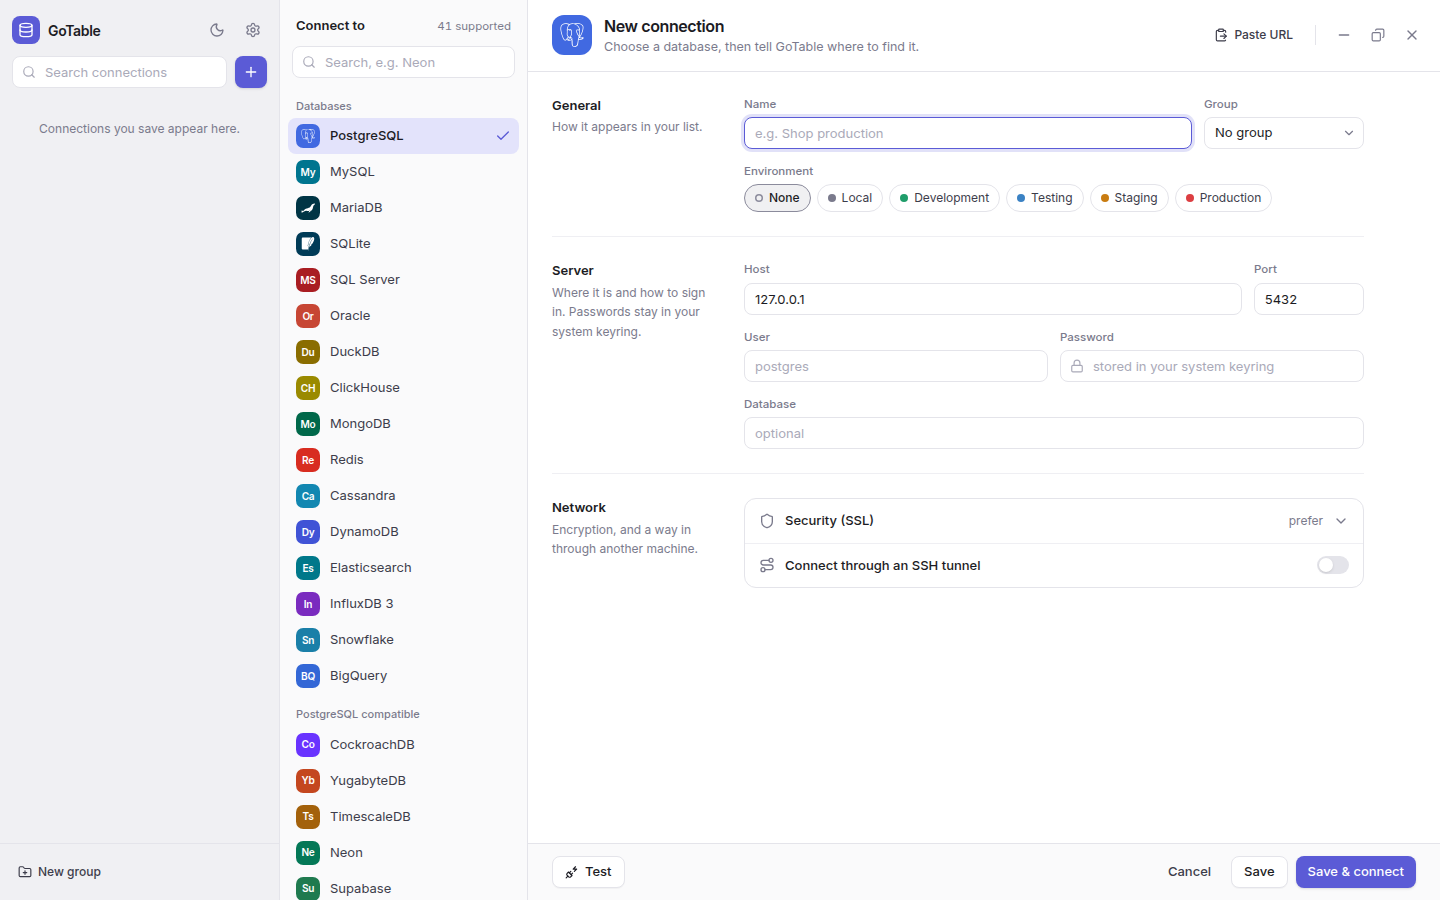 GoTable
Search connections
Connections you save appear here.
New group
Connect to
41 supported
Search, e.g. Neon
Databases
PostgreSQL
My MySQL
MariaDB
SQLite
MS SQL Server
Or Oracle
Du DuckDB
CH ClickHouse
Mo MongoDB
Re Redis
Ca Cassandra
Dy DynamoDB
Es Elasticsearch
In InfluxDB 3
Sn Snowflake
BQ BigQuery
PostgreSQL compatible
Co CockroachDB
Yb YugabyteDB
Ts TimescaleDB
Ne Neon
Su Supabase
New connection
Choose a database, then tell GoTable where to find it.
Paste URL
General
How it appears in your list.
Name
e.g. Shop production
Group
No group
Environment
None Local Development Testing Staging Production
Server
Where it is and how to sign
in. Passwords stay in your
system keyring.
Host
127.0.0.1
Port
5432
User
postgres
Password
stored in your system keyring
Database
optional
Network
Encryption, and a way in
through another machine.
Security (SSL)
prefer
Connect through an SSH tunnel
Test
Cancel
Save
Save & connect